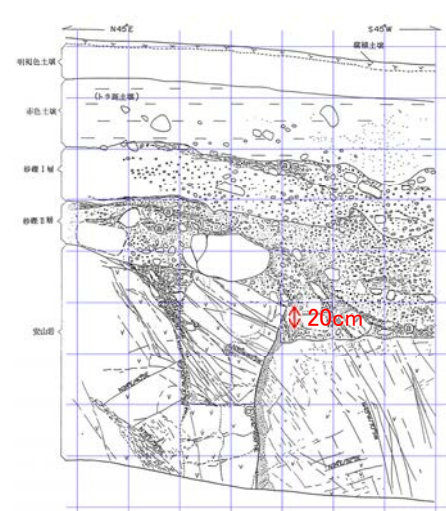 N45°E
S45°W
腐植土壌
明褐色土壌
(トラ斑土壌)
赤色土壌
砂礫Ⅰ層
砂礫Ⅱ層
20cm
安山岩